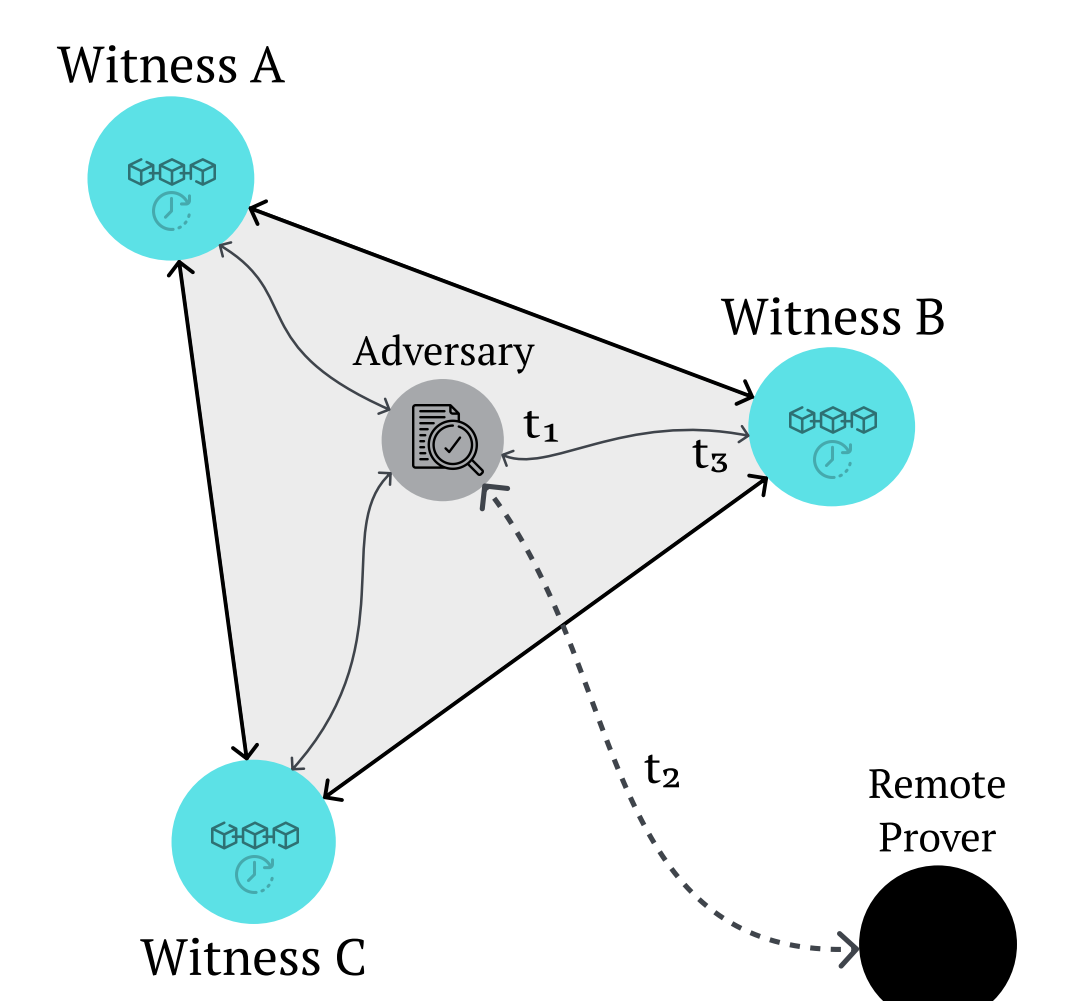 Witness A
Witness B
Adversary
t₁
t₃
t₂
Remote
Prover
Witness C